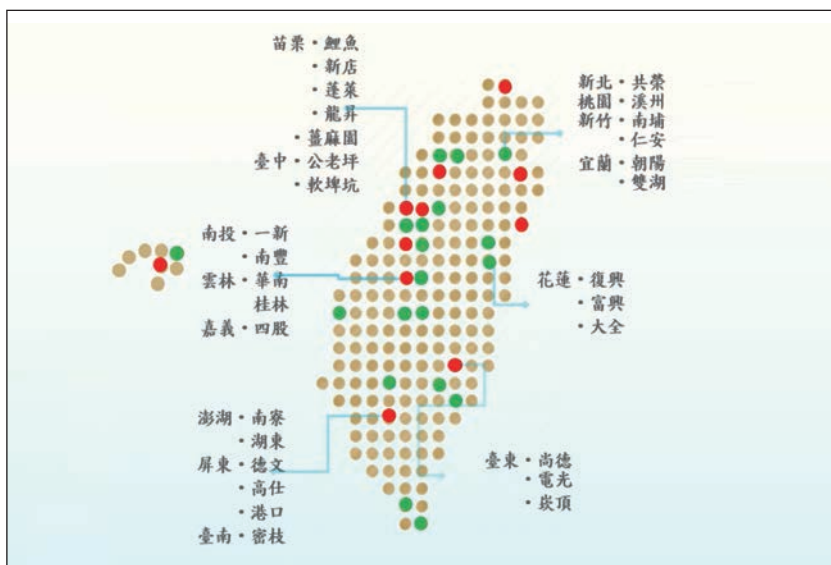 苗栗・鯉魚
・新店
・蓬萊
・龍昇
・薑麻園
臺中・公老坪
・軟埤坑
新北・共榮
桃園・溪州
新竹・南埔
・仁安
宜蘭・朝陽
・雙湖
南投・一新
・南豐
雲林・華南
桂林
嘉義・四股
花蓮・復興
・富興
・大全
澎湖・南寮
・湖東
屏東・德文
・高仕
・港口
臺南・密枝
臺東・尚德
・電光
・崁頂